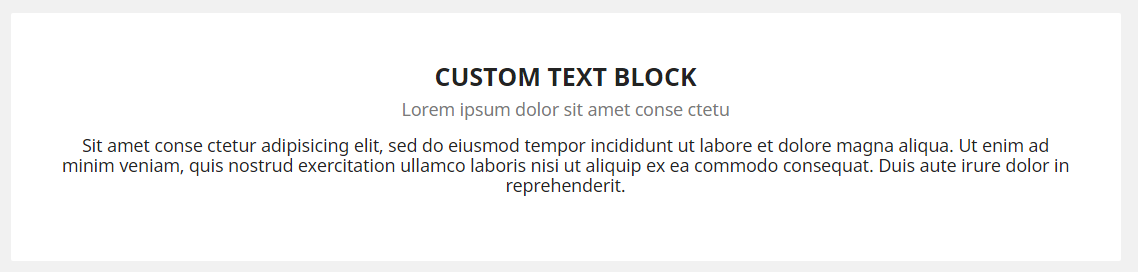 CUSTOM TEXT BLOCK
Lorem ipsum dolor sit amet conse ctetu
Sit amet conse ctetur adipisicing elit, sed do eiusmod tempor incididunt ut labore et dolore magna aliqua. Ut enim ad
minim veniam, quis nostrud exercitation ullamco laboris nisi ut aliquip ex ea commodo consequat. Duis aute irure dolor in
reprehenderit.